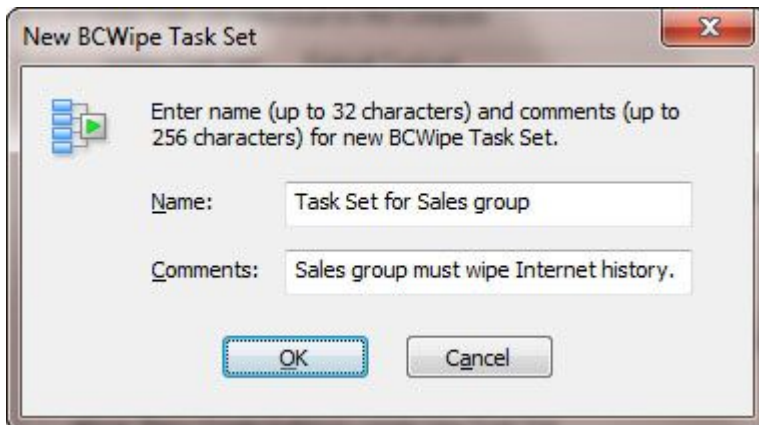 New BCWipe Task Set
Enter name (up to 32 characters) and comments (up to
256 characters) for new BCWipe Task Set.
Name: Task Set for Sales group
Comments: Sales group must wipe Internet history.
OK Cancel